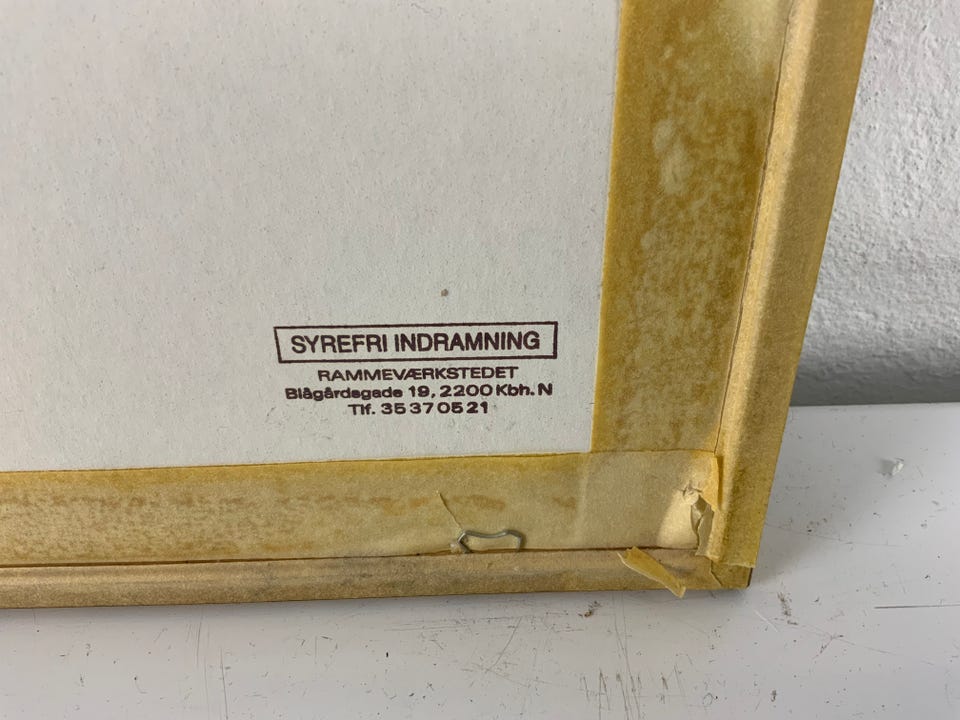 SYREFRI INDRAMNING
RAMMEVÆRKSTEDET
Blågårdsgade 19, 2200 Kbh. N
Tlf. 35 37 05 21